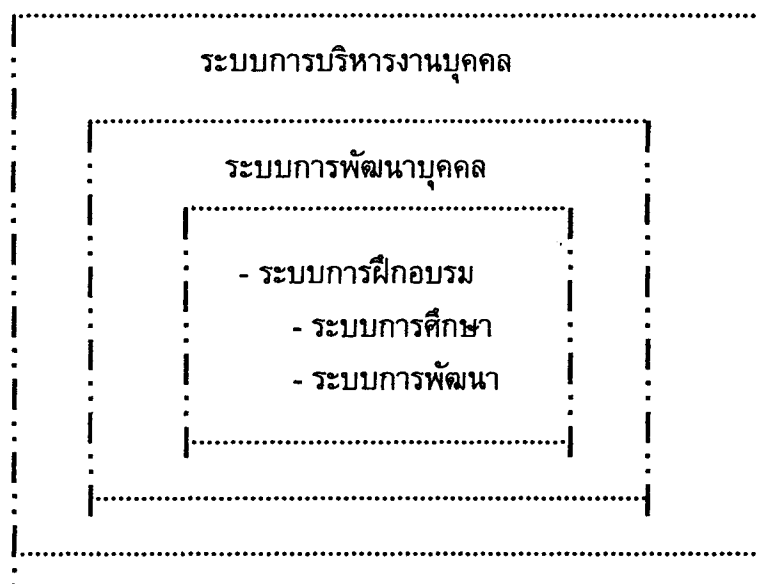 ระบบการบริหารงานบุคคล
ระบบการพัฒนาบุคคล
- ระบบการฝึกอบรม
- ระบบการศึกษา
- ระบบการพัฒนา